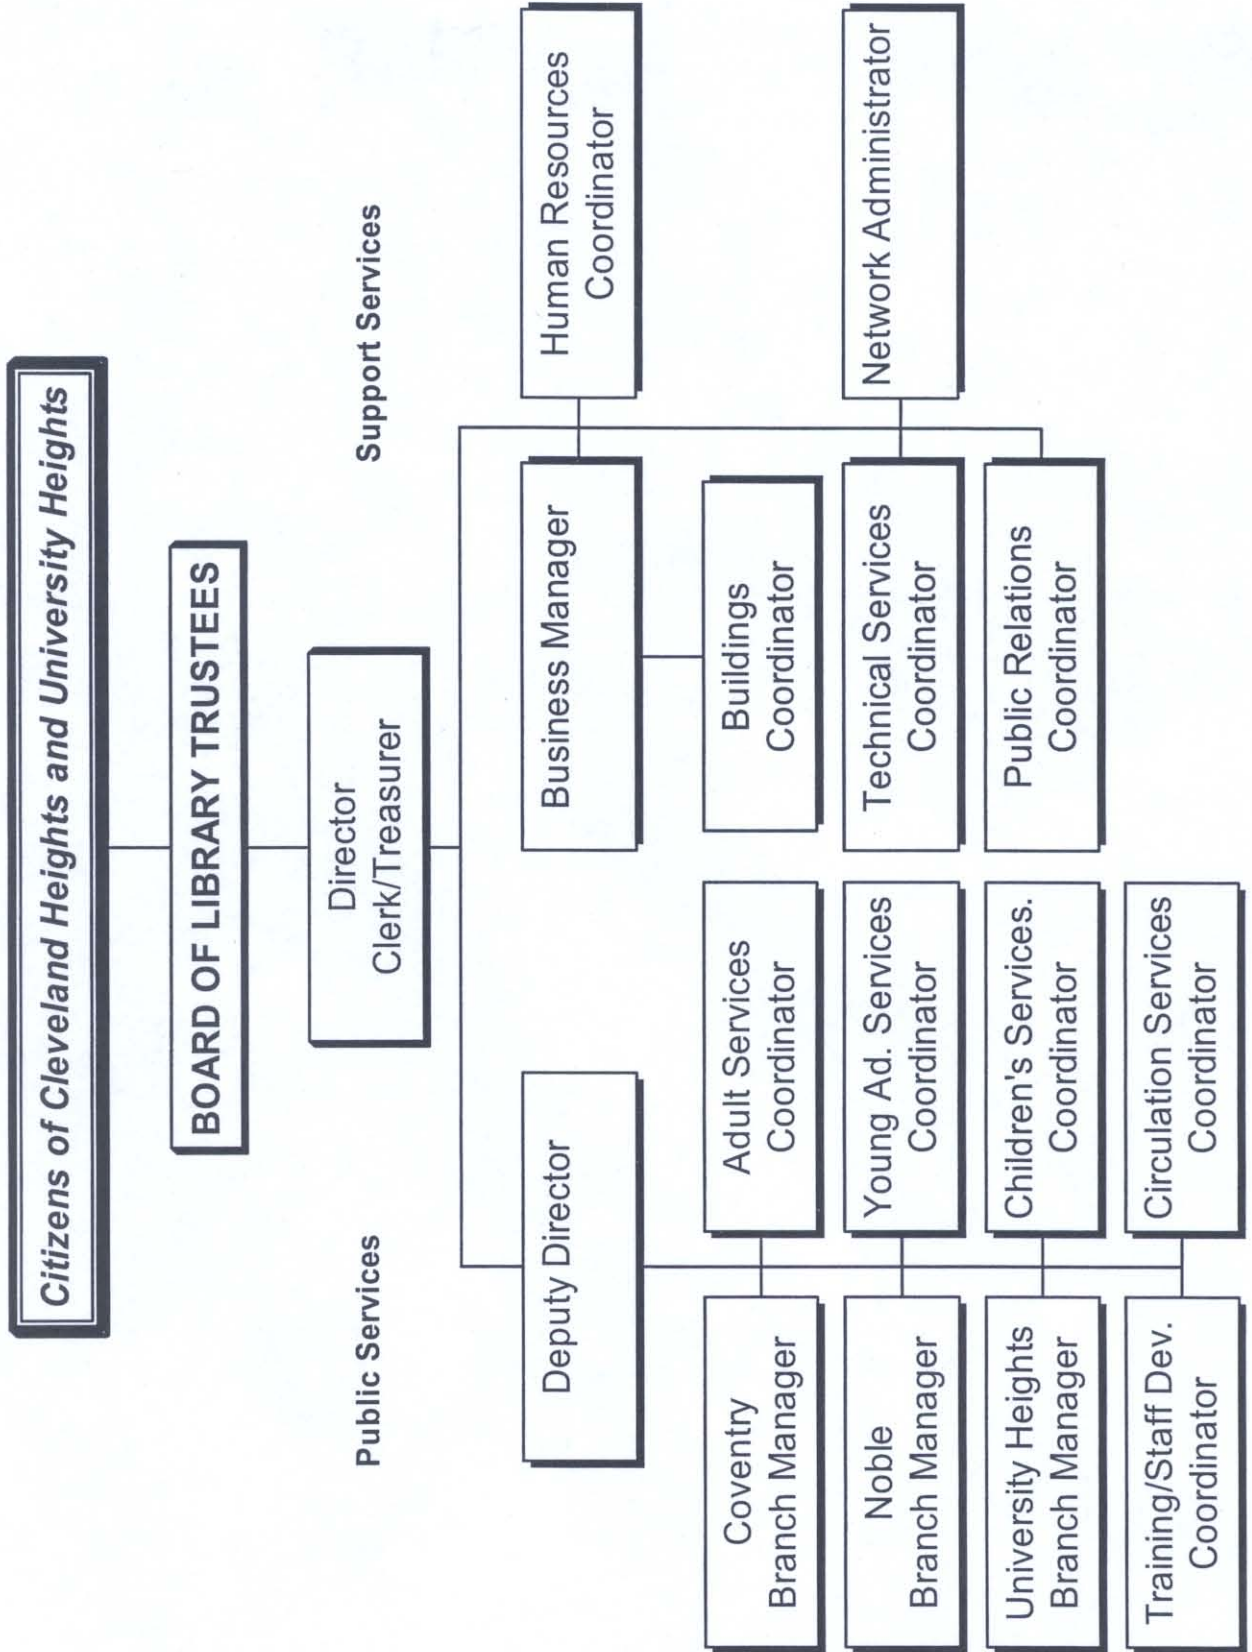 Citizens of Cleveland Heights and University Heights
BOARD OF LIBRARY TRUSTEES
Director
Clerk/Treasurer
Public Services
Support Services
Deputy Director
Business Manager
Human Resources
Coordinator
Coventry
Branch Manager
Adult Services
Coordinator
Buildings
Coordinator
Noble
Branch Manager
Young Ad. Services
Coordinator
Technical Services
Coordinator
Network Administrator
University Heights
Branch Manager
Children's Services.
Coordinator
Public Relations
Coordinator
Training/Staff Dev.
Coordinator
Circulation Services
Coordinator